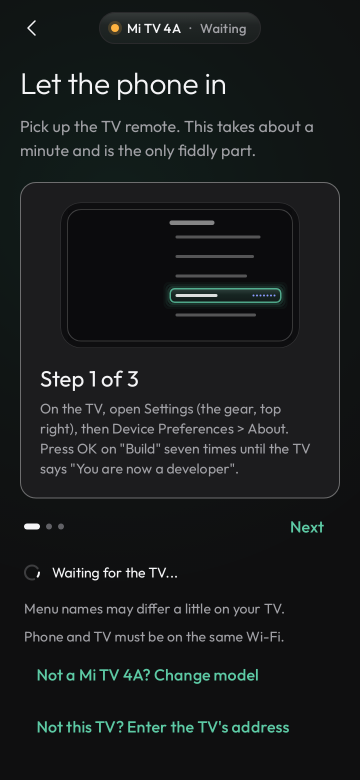 Mi TV 4A · Waiting
Let the phone in
Pick up the TV remote. This takes about a
minute and is the only fiddly part.
Step 1 of 3
On the TV, open Settings (the gear, top
right), then Device Preferences > About.
Press OK on "Build" seven times until the TV
says "You are now a developer".
Next
Waiting for the TV...
Menu names may differ a little on your TV.
Phone and TV must be on the same Wi-Fi.
Not a Mi TV 4A? Change model
Not this TV? Enter the TV's address